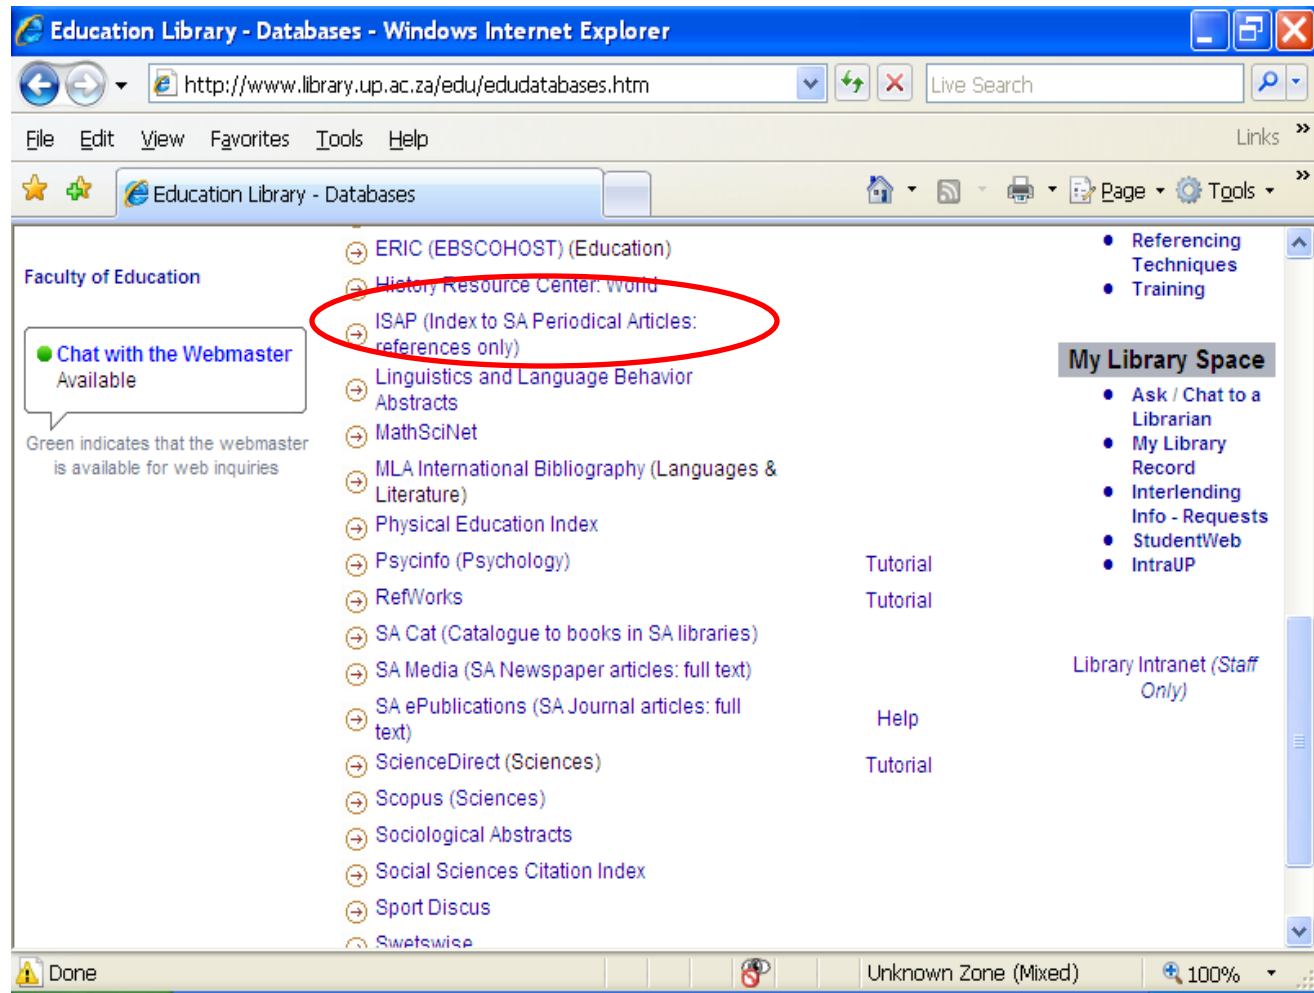 Education Library - Databases - Windows Internet Explorer
http://www.library.up.ac.za/edu/edudatabases.htm
Live Search
File Edit View Favorites Tools Help
Links »
Education Library - Databases
Page Tools »
Faculty of Education
Chat with the Webmaster
Available
Green indicates that the webmaster
is available for web inquiries
ERIC (EBSCOHOST) (Education)
History Resource Center: World
ISAP (Index to SA Periodical Articles:
references only)
Linguistics and Language Behavior
Abstracts
MathSciNet
MLA International Bibliography (Languages &
Literature)
Physical Education Index
Psycinfo (Psychology) Tutorial
RefWorks Tutorial
SA Cat (Catalogue to books in SA libraries)
SA Media (SA Newspaper articles: full text)
SA ePublications (SA Journal articles: full
text) Help
ScienceDirect (Sciences) Tutorial
Scopus (Sciences)
Sociological Abstracts
Social Sciences Citation Index
Sport Discus
Swetswise
Referencing
Techniques
Training
My Library Space
Ask / Chat to a
Librarian
My Library
Record
Interlending
Info - Requests
StudentWeb
IntraUP
Library Intranet (Staff
Only)
Done
Unknown Zone (Mixed)
100%